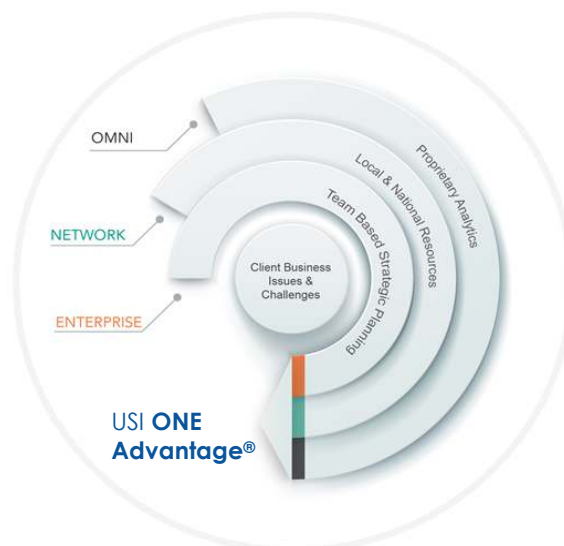 OMNI
NETWORK
ENTERPRISE
Proprietary Analytics
Local & National Resources
Team Based Strategic Planning
Client Business
Issues &
Challenges
USI ONE
Advantage®